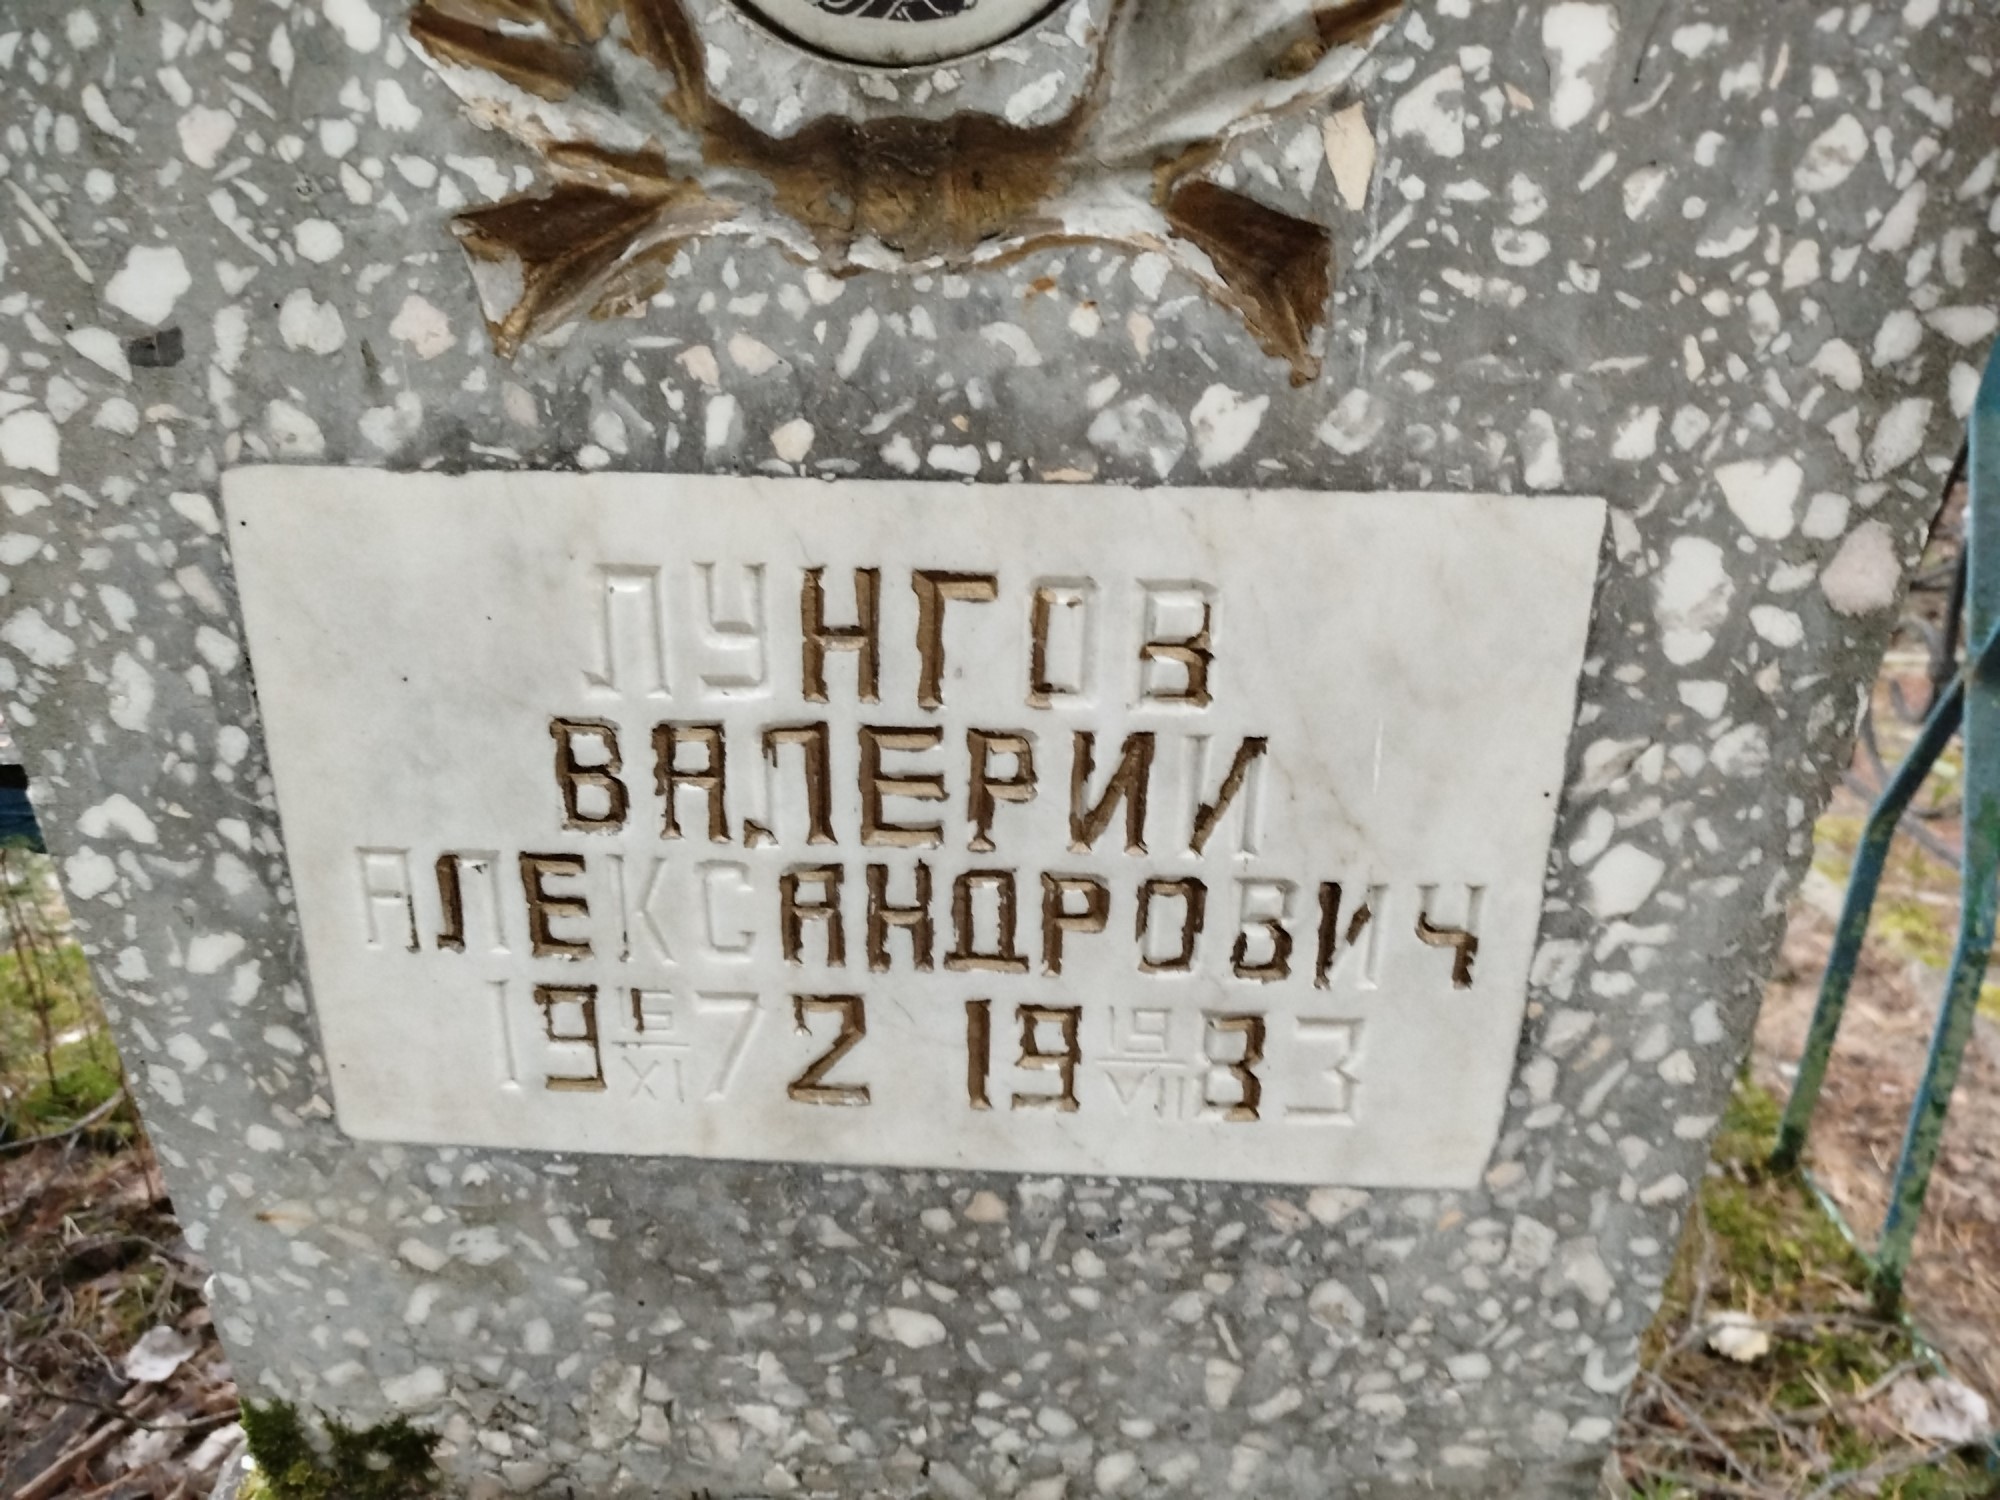 ЛУНГОВ
ВАЛЕРИЙ
АЛЕКСАНДРОВИЧ
19 16/XI 72 19 19/VII 83